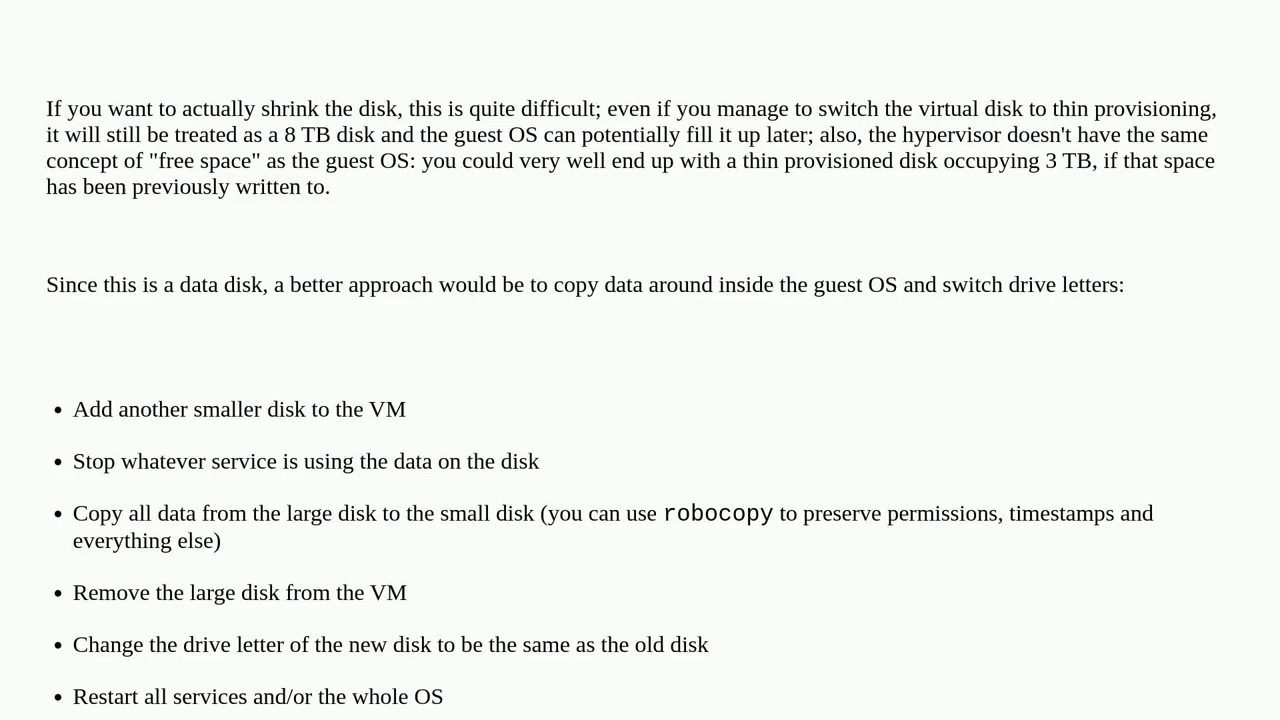 If you want to actually shrink the disk, this is quite difficult; even if you manage to switch the virtual disk to thin provisioning,
it will still be treated as a 8 TB disk and the guest OS can potentially fill it up later; also, the hypervisor doesn't have the same
concept of "free space" as the guest OS: you could very well end up with a thin provisioned disk occupying 3 TB, if that space
has been previously written to.
Since this is a data disk, a better approach would be to copy data around inside the guest OS and switch drive letters:
• Add another smaller disk to the VM
• Stop whatever service is using the data on the disk
• Copy all data from the large disk to the small disk (you can use robocopy to preserve permissions, timestamps and
everything else)
• Remove the large disk from the VM
• Change the drive letter of the new disk to be the same as the old disk
• Restart all services and/or the whole OS